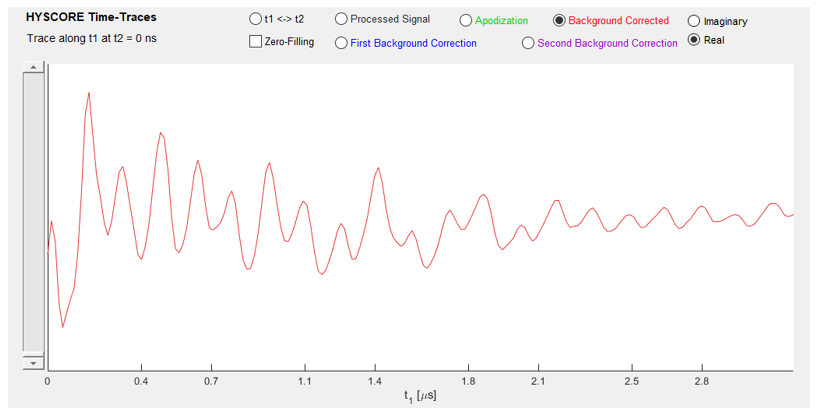 HYSCORE Time-Traces
Trace along t1 at t2 = 0 ns
t1 <-> t2
Processed Signal
Apodization
Background Corrected
Imaginary
Zero-Filling
First Background Correction
Second Background Correction
Real
0 0.4 0.7 1.1 1.4 1.8 2.1 2.5 2.8
t₁ [μs]